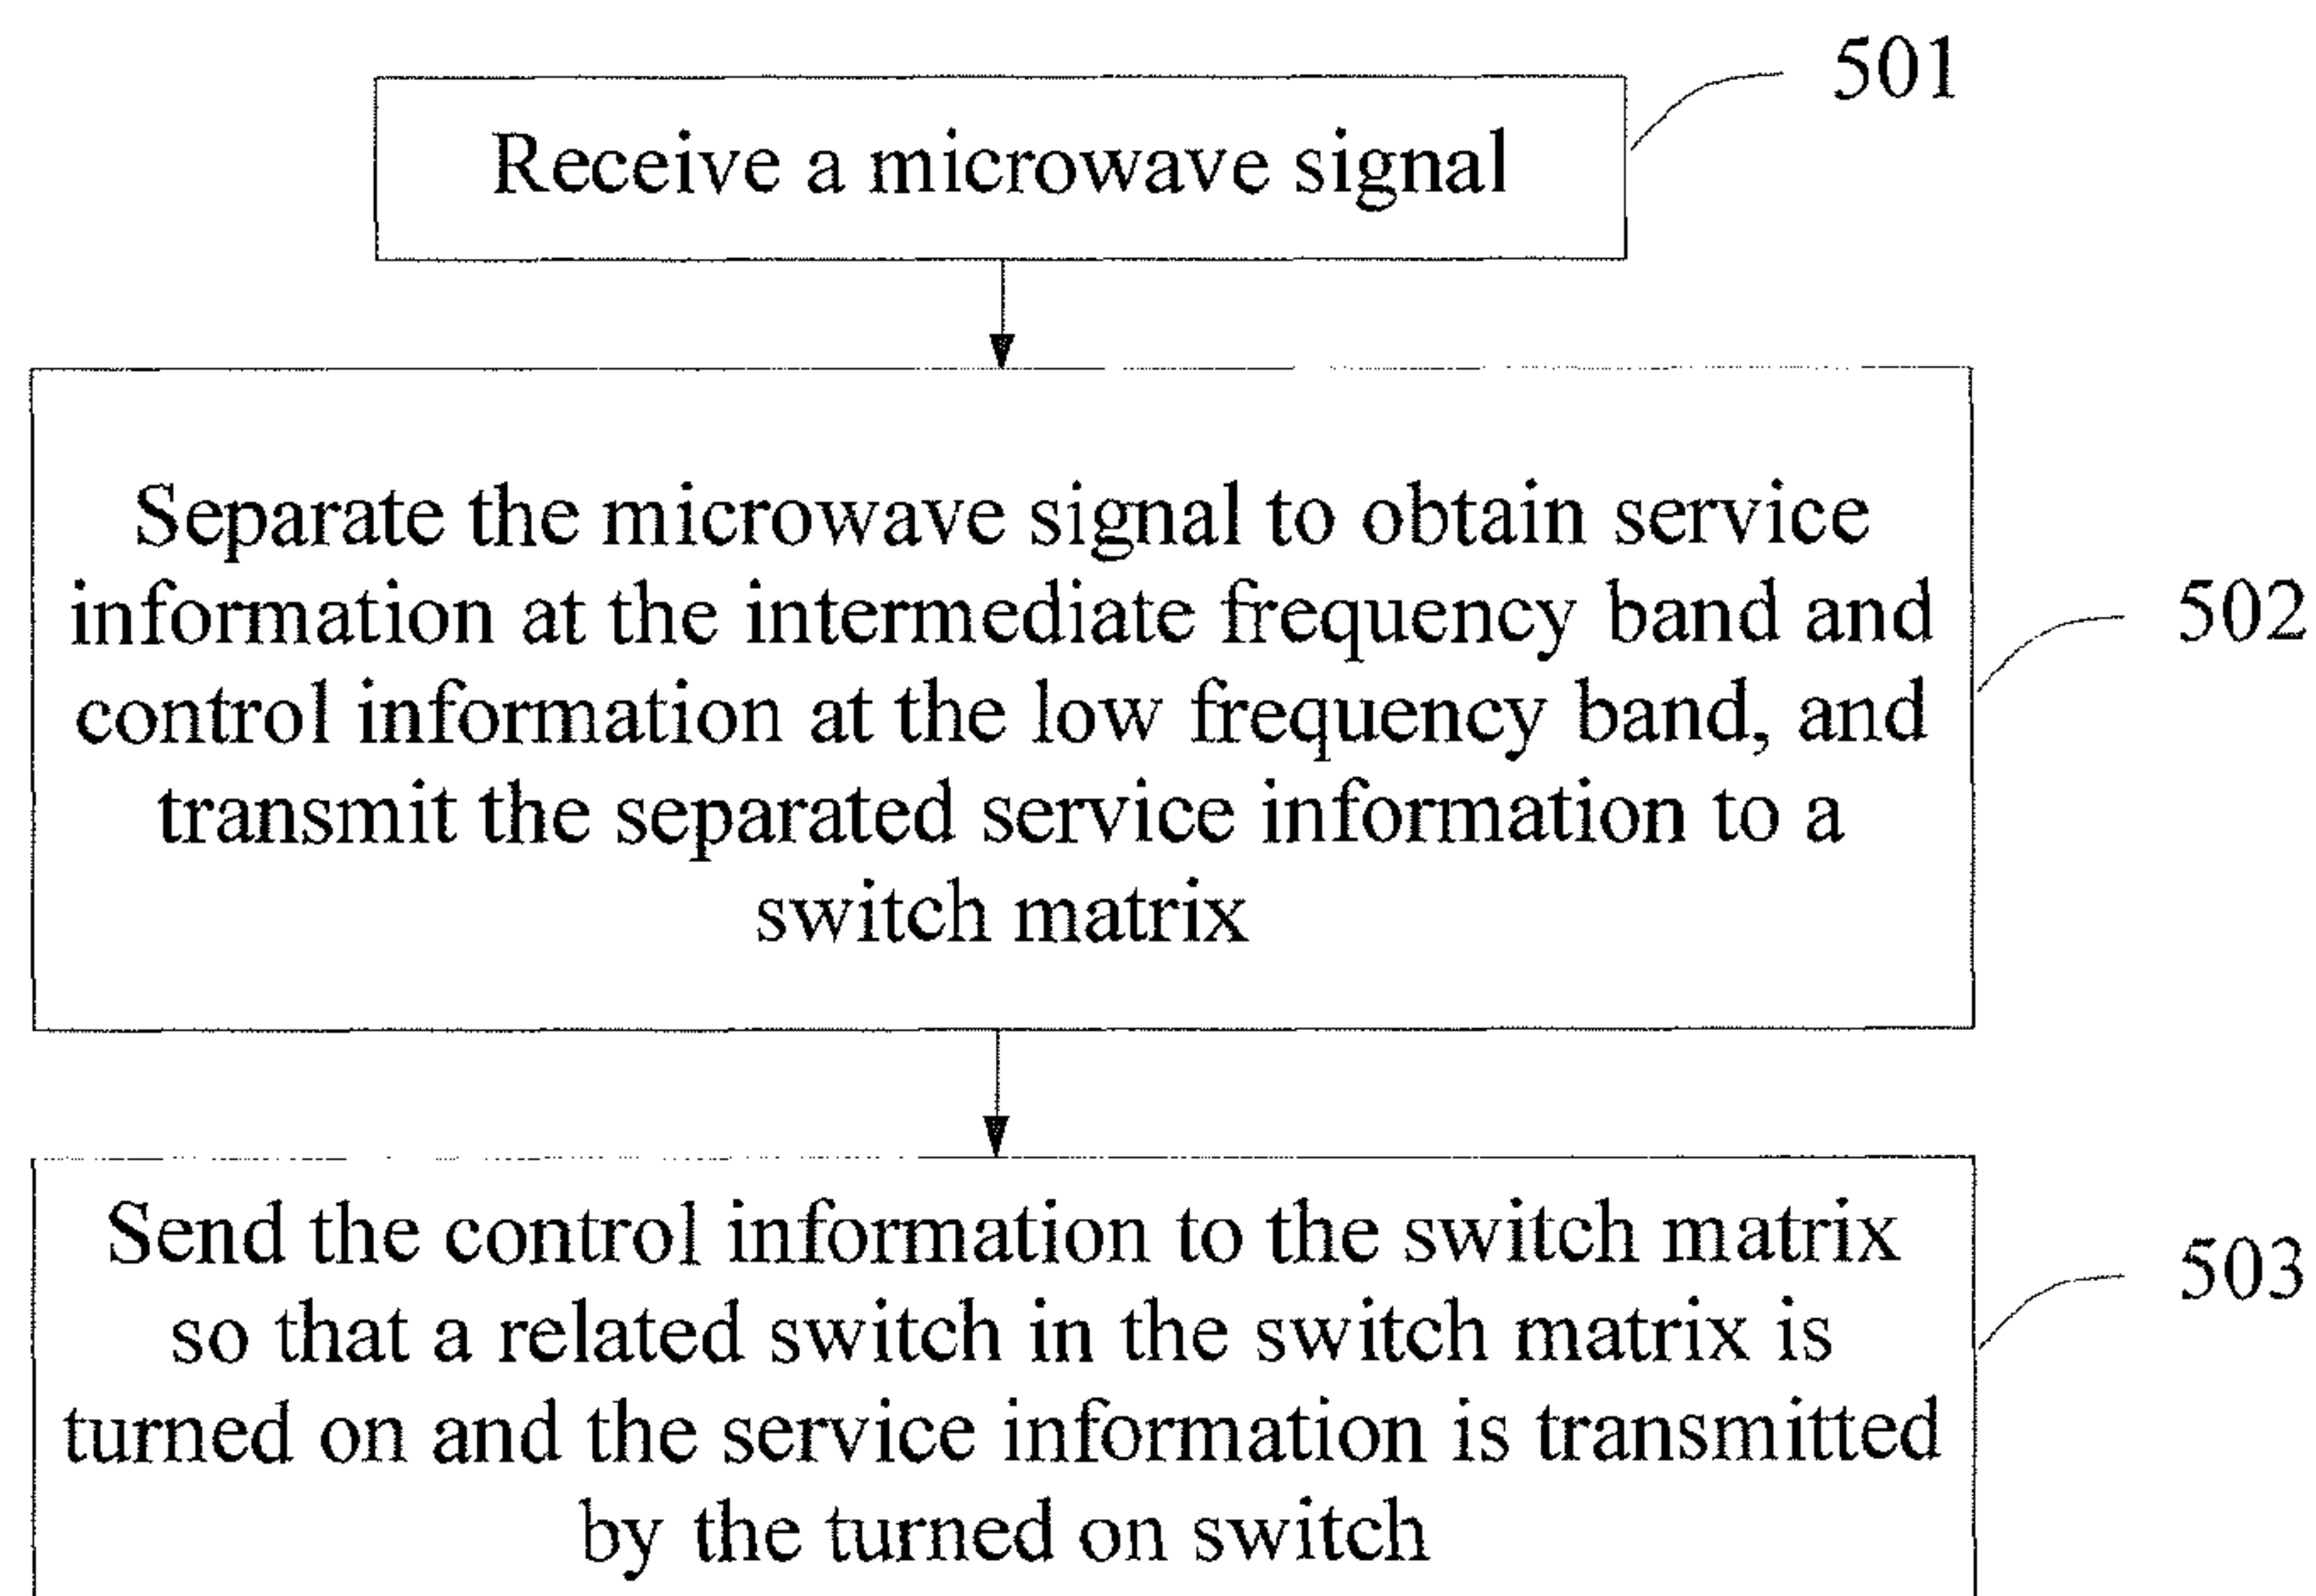 501
Receive a microwave signal
Separate the microwave signal to obtain service
information at the intermediate frequency band and
502
control information at the low frequency band, and
transmit the separated service information to a
switch matrix
Send the control information to the switch matrix
503
so that a related switch in the switch matrix is
turned on and the service information is transmitted
by the turned on switch